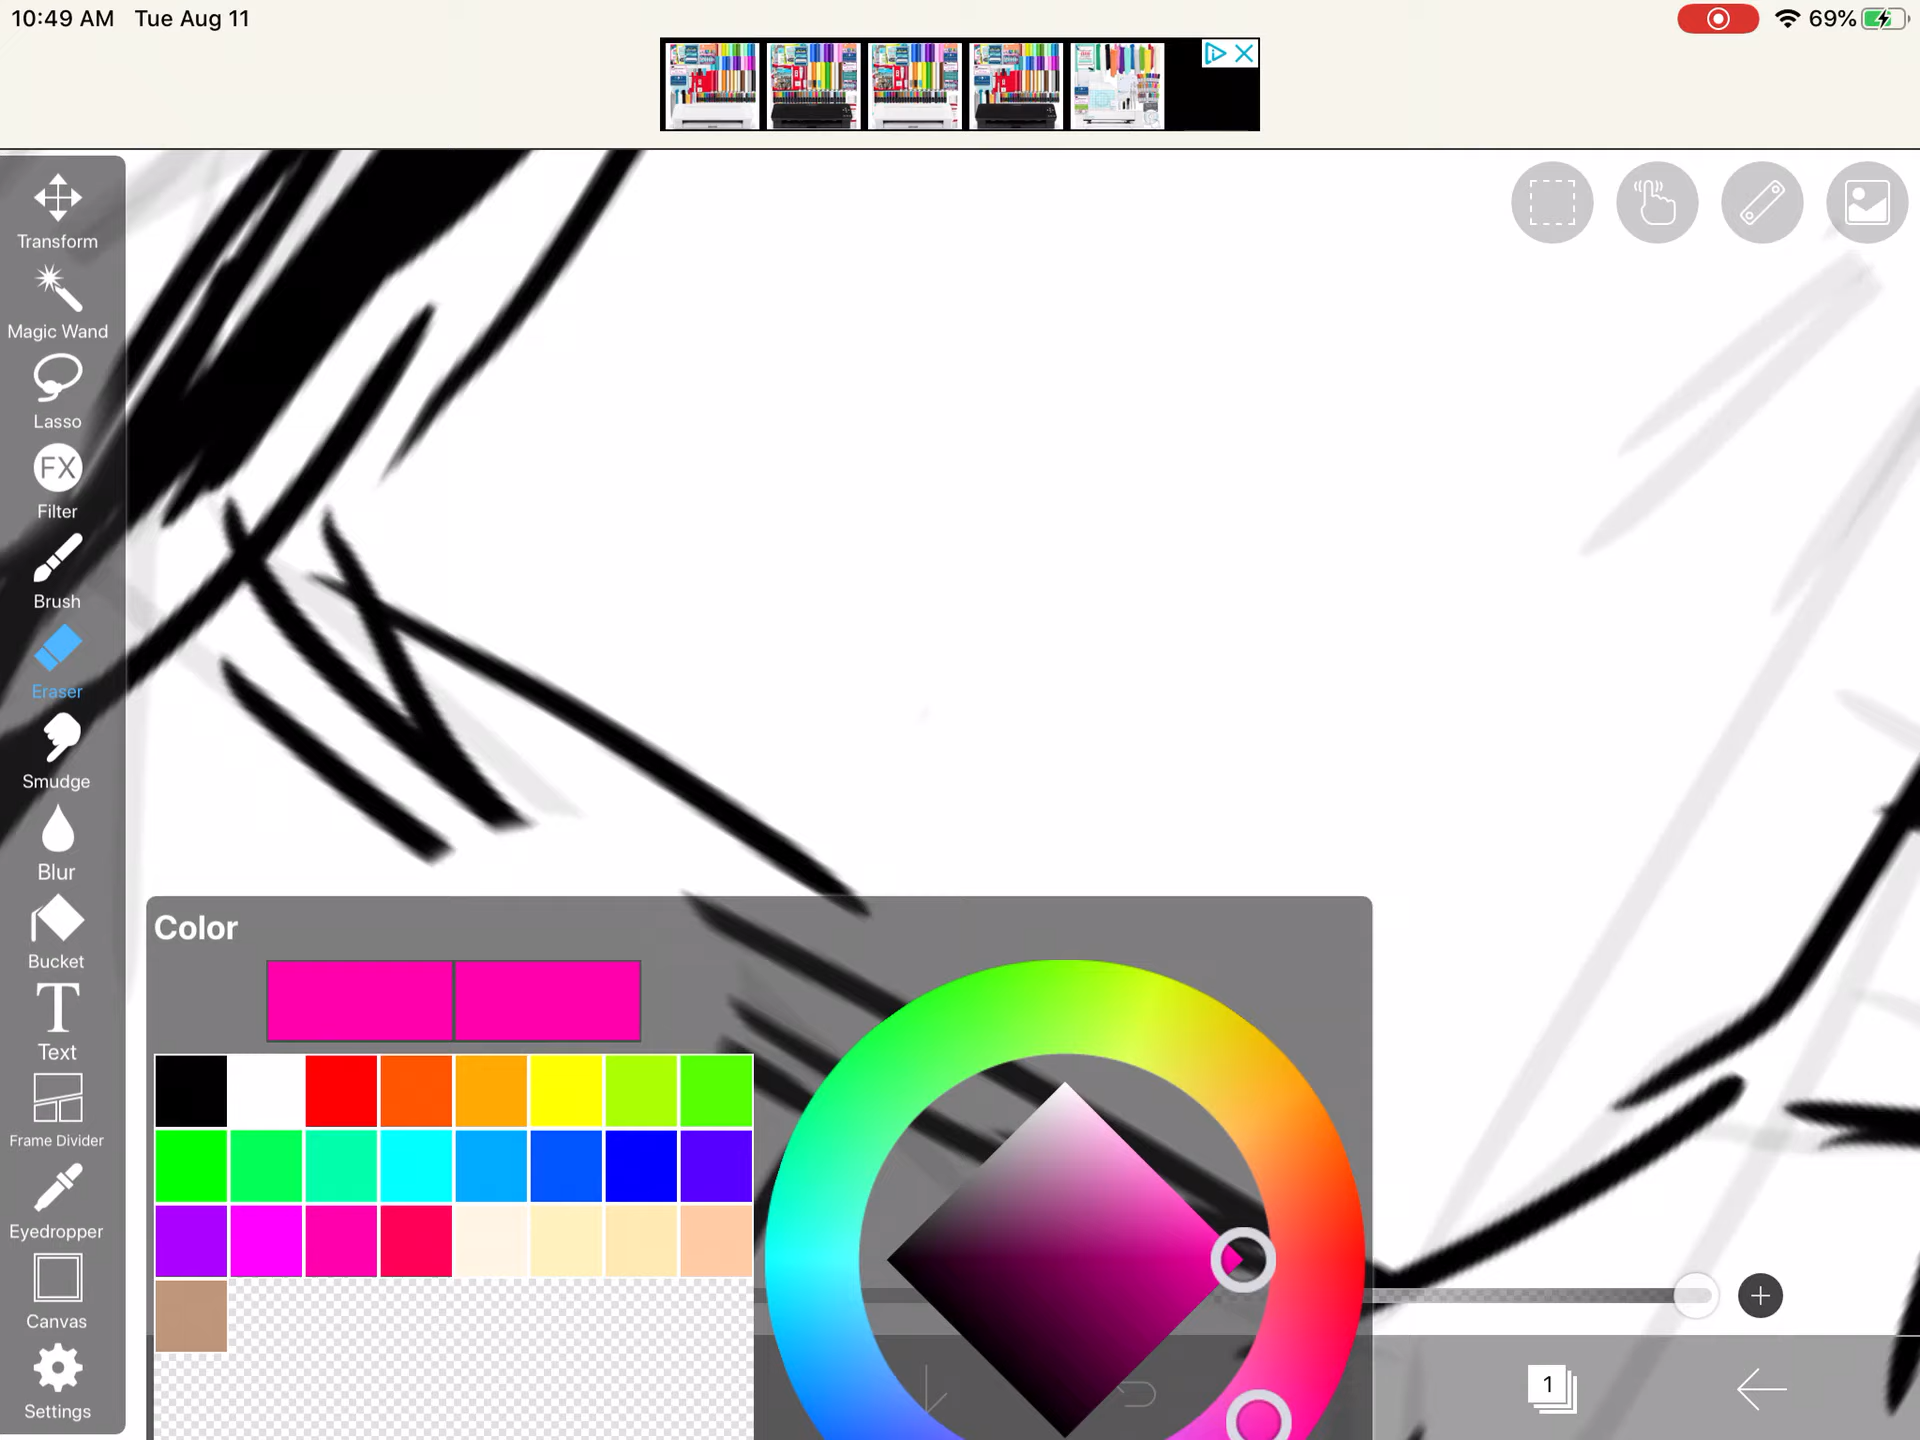 10:49 AM Tue Aug 11
69%
Transform
Magic Wand
Lasso
FX
Filter
Brush
Eraser
Smudge
Blur
Bucket
T
Text
Frame Divider
Eyedropper
Canvas
Settings
Color
1